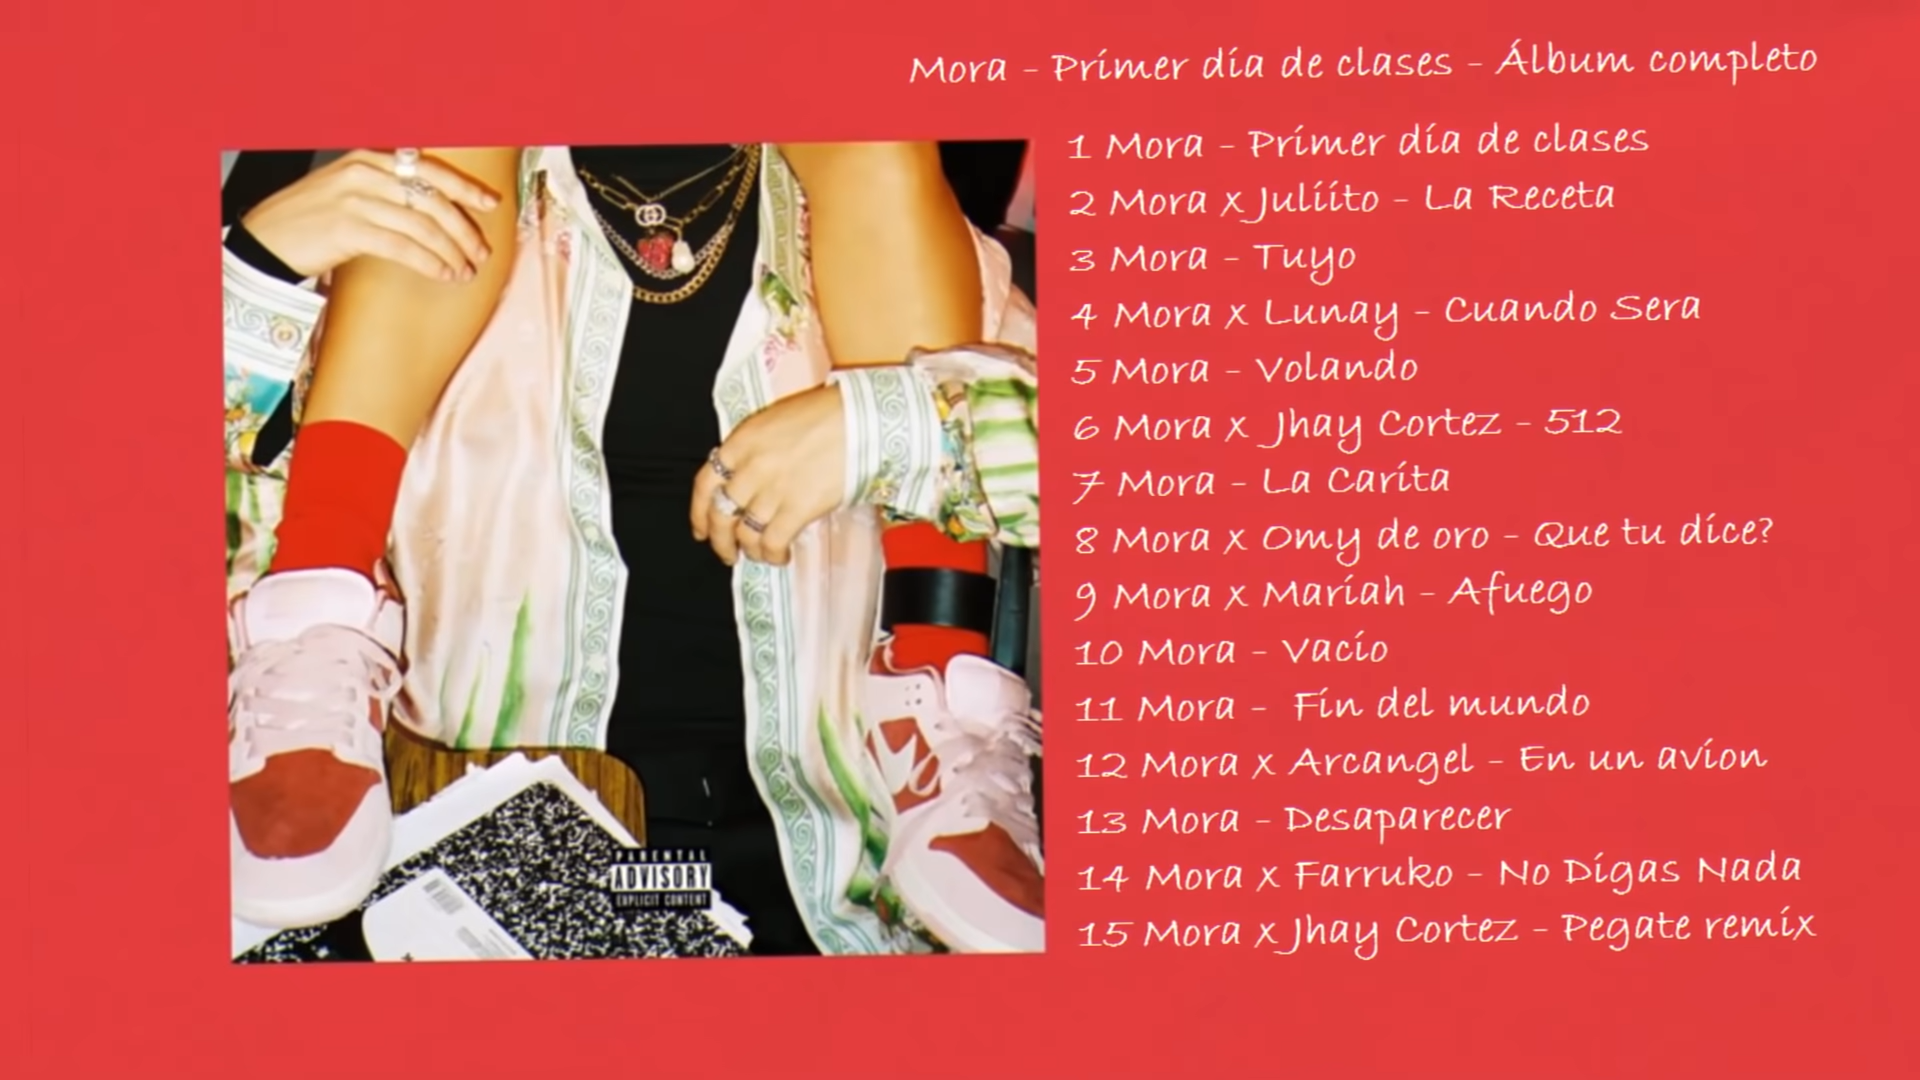 Mora - Primer día de clases - Álbum completo
1 Mora - Primer día de clases
2 Mora x Juliito - La Receta
3 Mora - Tuyo
4 Mora x Lunay - Cuando Sera
5 Mora - Volando
6 Mora x Jhay Cortez - 512
7 Mora - La Carita
8 Mora x Omy de oro - Que tu dice?
9 Mora x Mariah - Afuego
10 Mora - Vacío
11 Mora - Fin del mundo
12 Mora x Arcangel - En un avion
13 Mora - Desaparecer
14 Mora x Farruko - No Digas Nada
15 Mora x Jhay Cortez - Pegate remix
PARENTAL
ADVISORY
EXPLICIT CONTENT